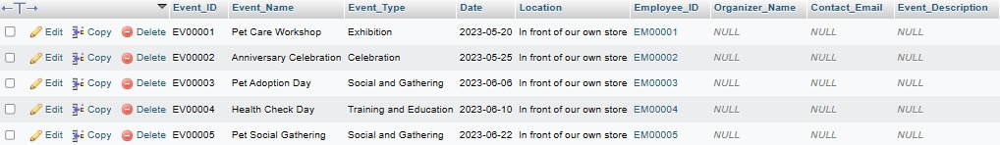 ←T→ Event_ID Event_Name Event_Type Date Location Employee_ID Organizer_Name Contact_Email Event_Description
Edit Copy Delete EV00001 Pet Care Workshop Exhibition 2023-05-20 In front of our own store EM00001 NULL NULL NULL
Edit Copy Delete EV00002 Anniversary Celebration Celebration 2023-05-25 In front of our own store EM00002 NULL NULL NULL
Edit Copy Delete EV00003 Pet Adoption Day Social and Gathering 2023-06-06 In front of our own store EM00003 NULL NULL NULL
Edit Copy Delete EV00004 Health Check Day Training and Education 2023-06-10 In front of our own store EM00004 NULL NULL NULL
Edit Copy Delete EV00005 Pet Social Gathering Social and Gathering 2023-06-22 In front of our own store EM00005 NULL NULL NULL